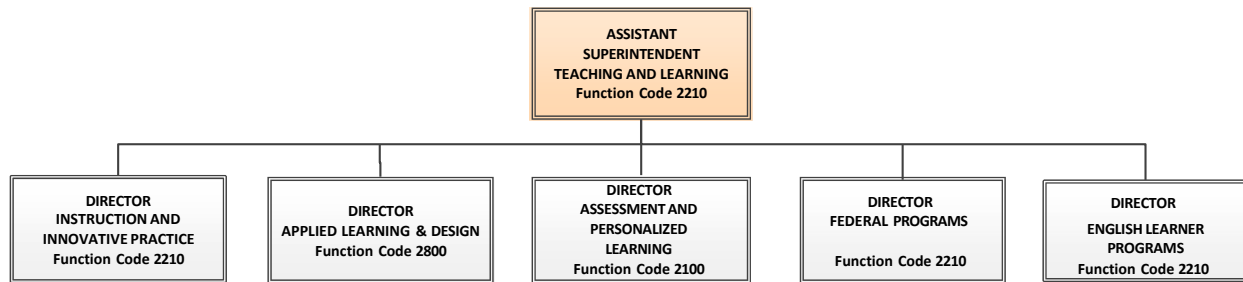 ASSISTANT
SUPERINTENDENT
TEACHING AND LEARNING
Function Code 2210
DIRECTOR
INSTRUCTION AND
INNOVATIVE PRACTICE
Function Code 2210
DIRECTOR
APPLIED LEARNING & DESIGN
Function Code 2800
DIRECTOR
ASSESSMENT AND
PERSONALIZED
LEARNING
Function Code 2100
DIRECTOR
FEDERAL PROGRAMS
Function Code 2210
DIRECTOR
ENGLISH LEARNER
PROGRAMS
Function Code 2210